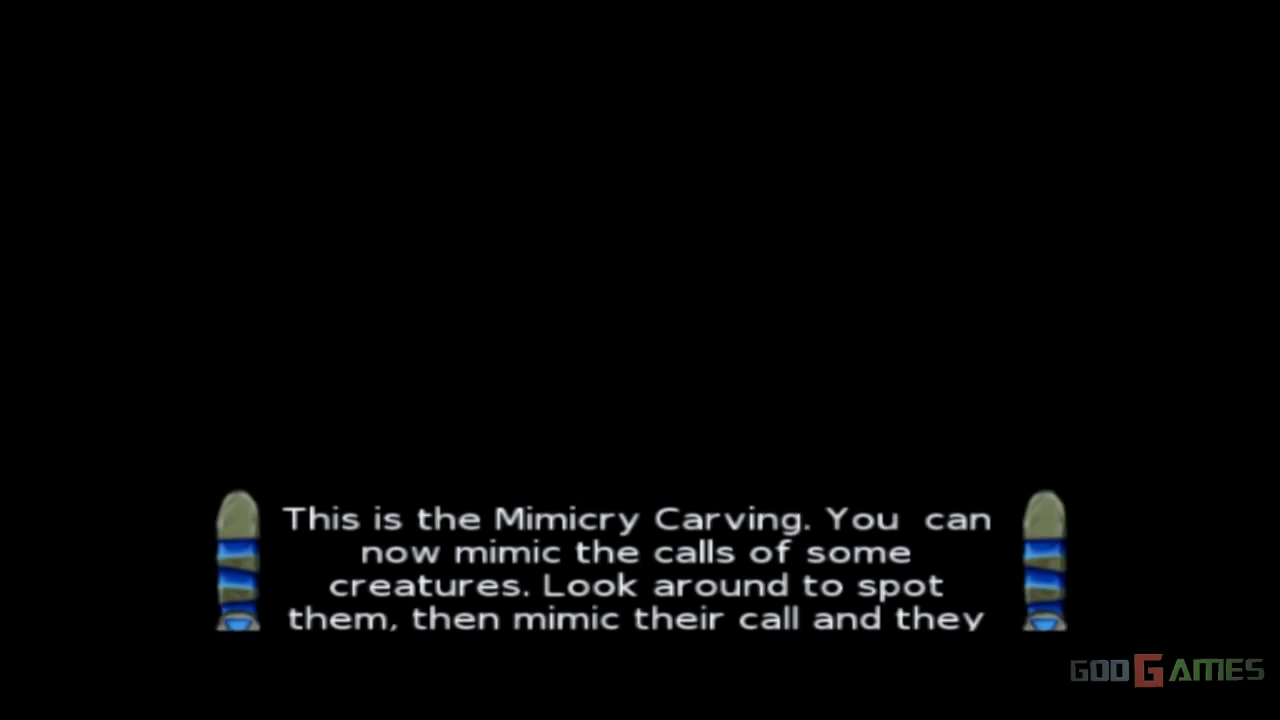 This is the Mimicry Carving. You can
now mimic the calls of some
creatures. Look around to spot
them, then mimic their call and they
GODGAMES